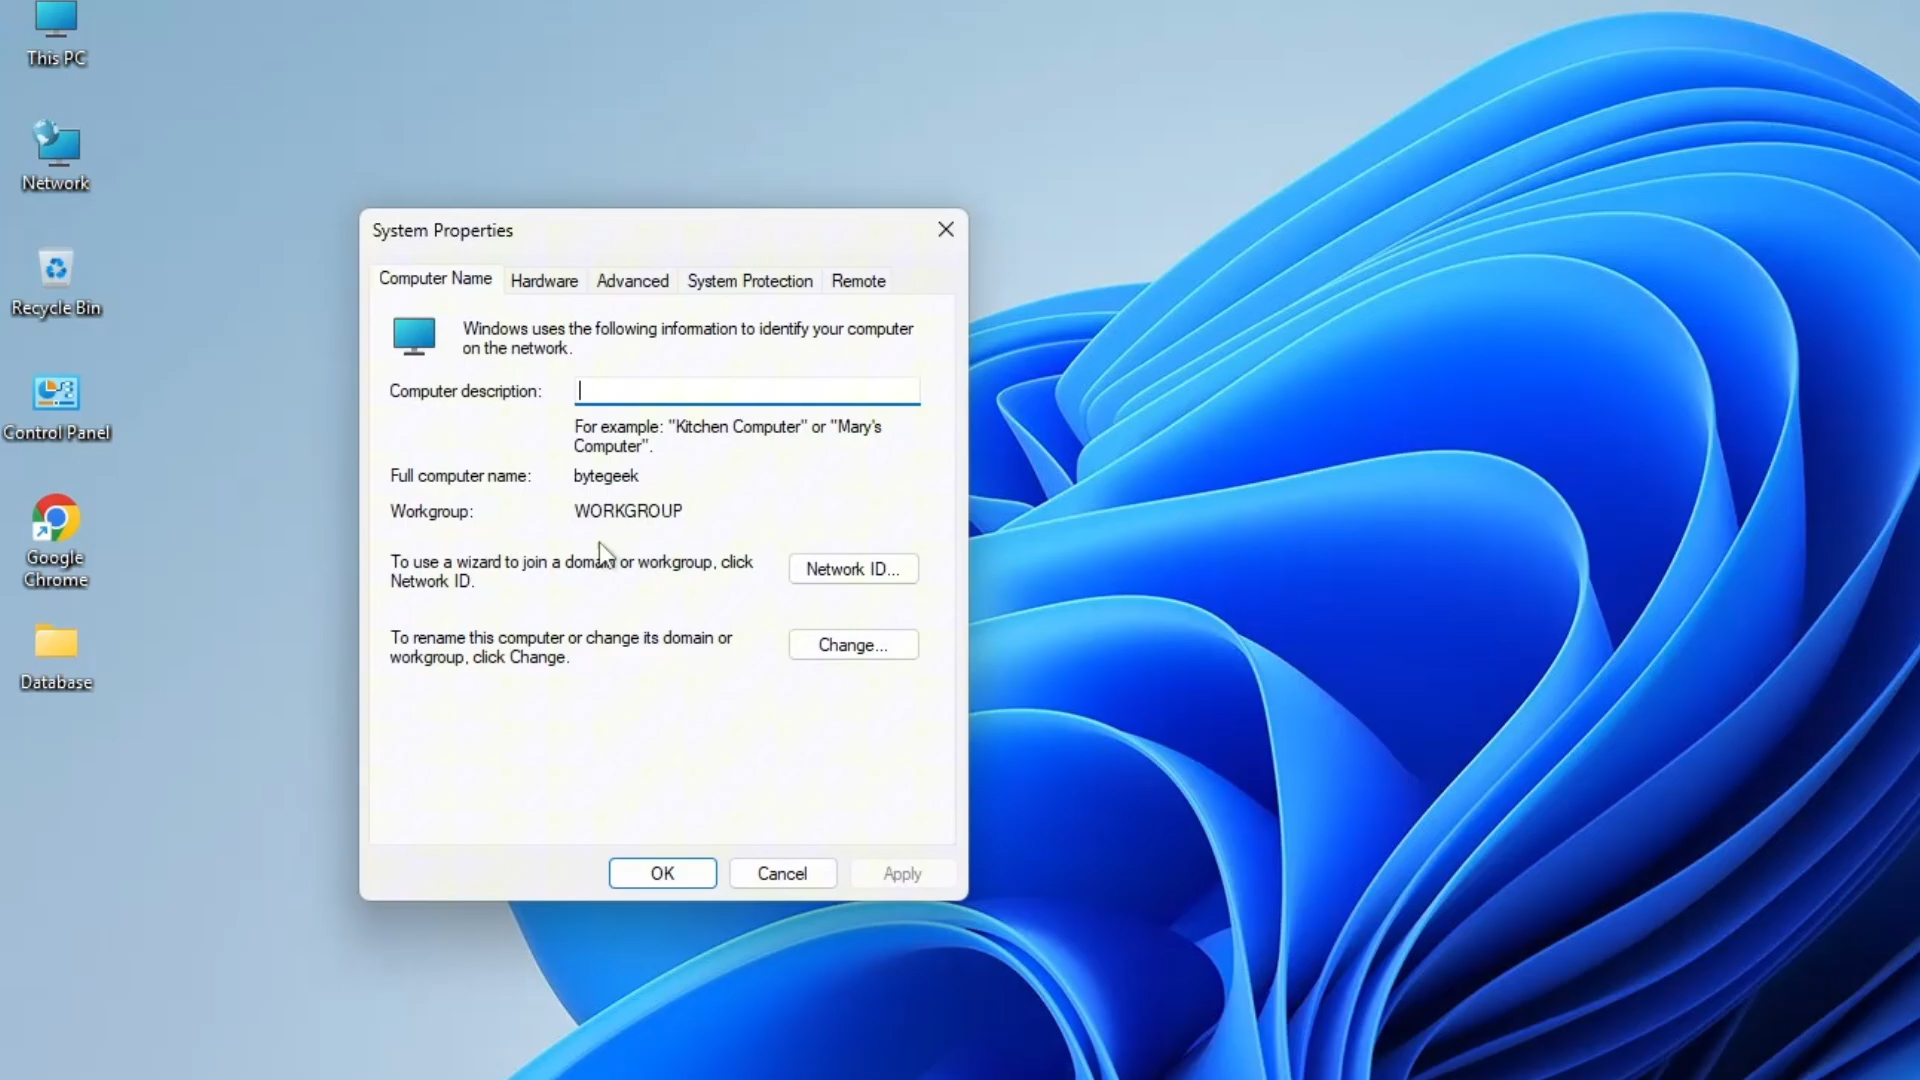 This PC
Network
Recycle Bin
Control Panel
Google
Chrome
Database
System Properties
Computer Name
Hardware
Advanced
System Protection
Remote
Windows uses the following information to identify your computer
on the network.
Computer description:
For example: "Kitchen Computer" or "Mary's
Computer".
Full computer name: bytegeek
Workgroup: WORKGROUP
To use a wizard to join a domain or workgroup, click
Network ID.
Network ID...
To rename this computer or change its domain or
workgroup, click Change.
Change...
OK
Cancel
Apply